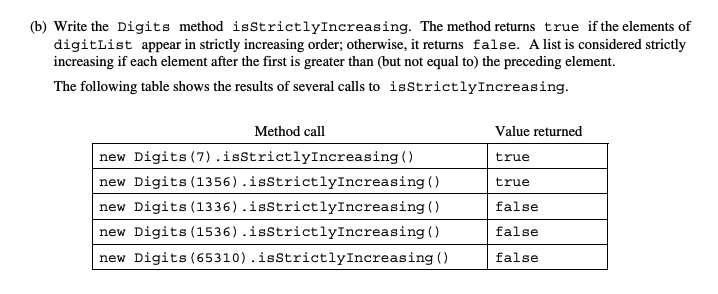 (b) Write the Digits method isStrictlyIncreasing. The method returns true if the elements of
digitList appear in strictly increasing order; otherwise, it returns false. A list is considered strictly
increasing if each element after the first is greater than (but not equal to) the preceding element.
The following table shows the results of several calls to isStrictlyIncreasing.
Method call Value returned
new Digits(7).isStrictlyIncreasing() true
new Digits(1356).isStrictlyIncreasing() true
new Digits(1336).isStrictlyIncreasing() false
new Digits(1536).isStrictlyIncreasing() false
new Digits(65310).isStrictlyIncreasing() false